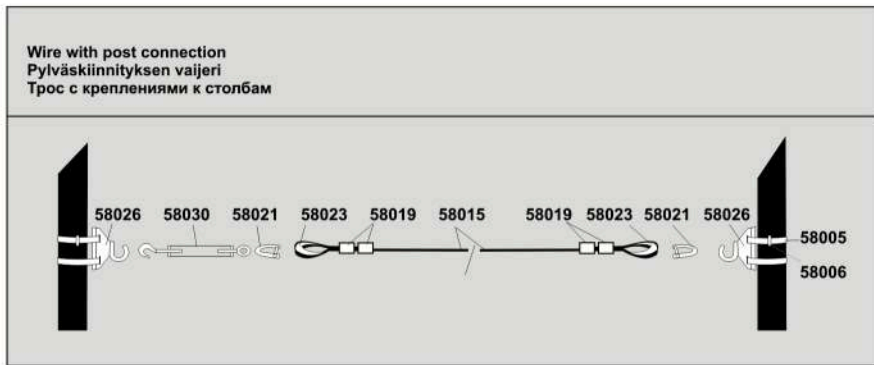 Wire with post connection
Pylväskiinnityksen vaijeri
Трос с креплениями к столбам
58026 58030 58021 58023 58019 58015 58019 58023 58021 58026
58005
58006